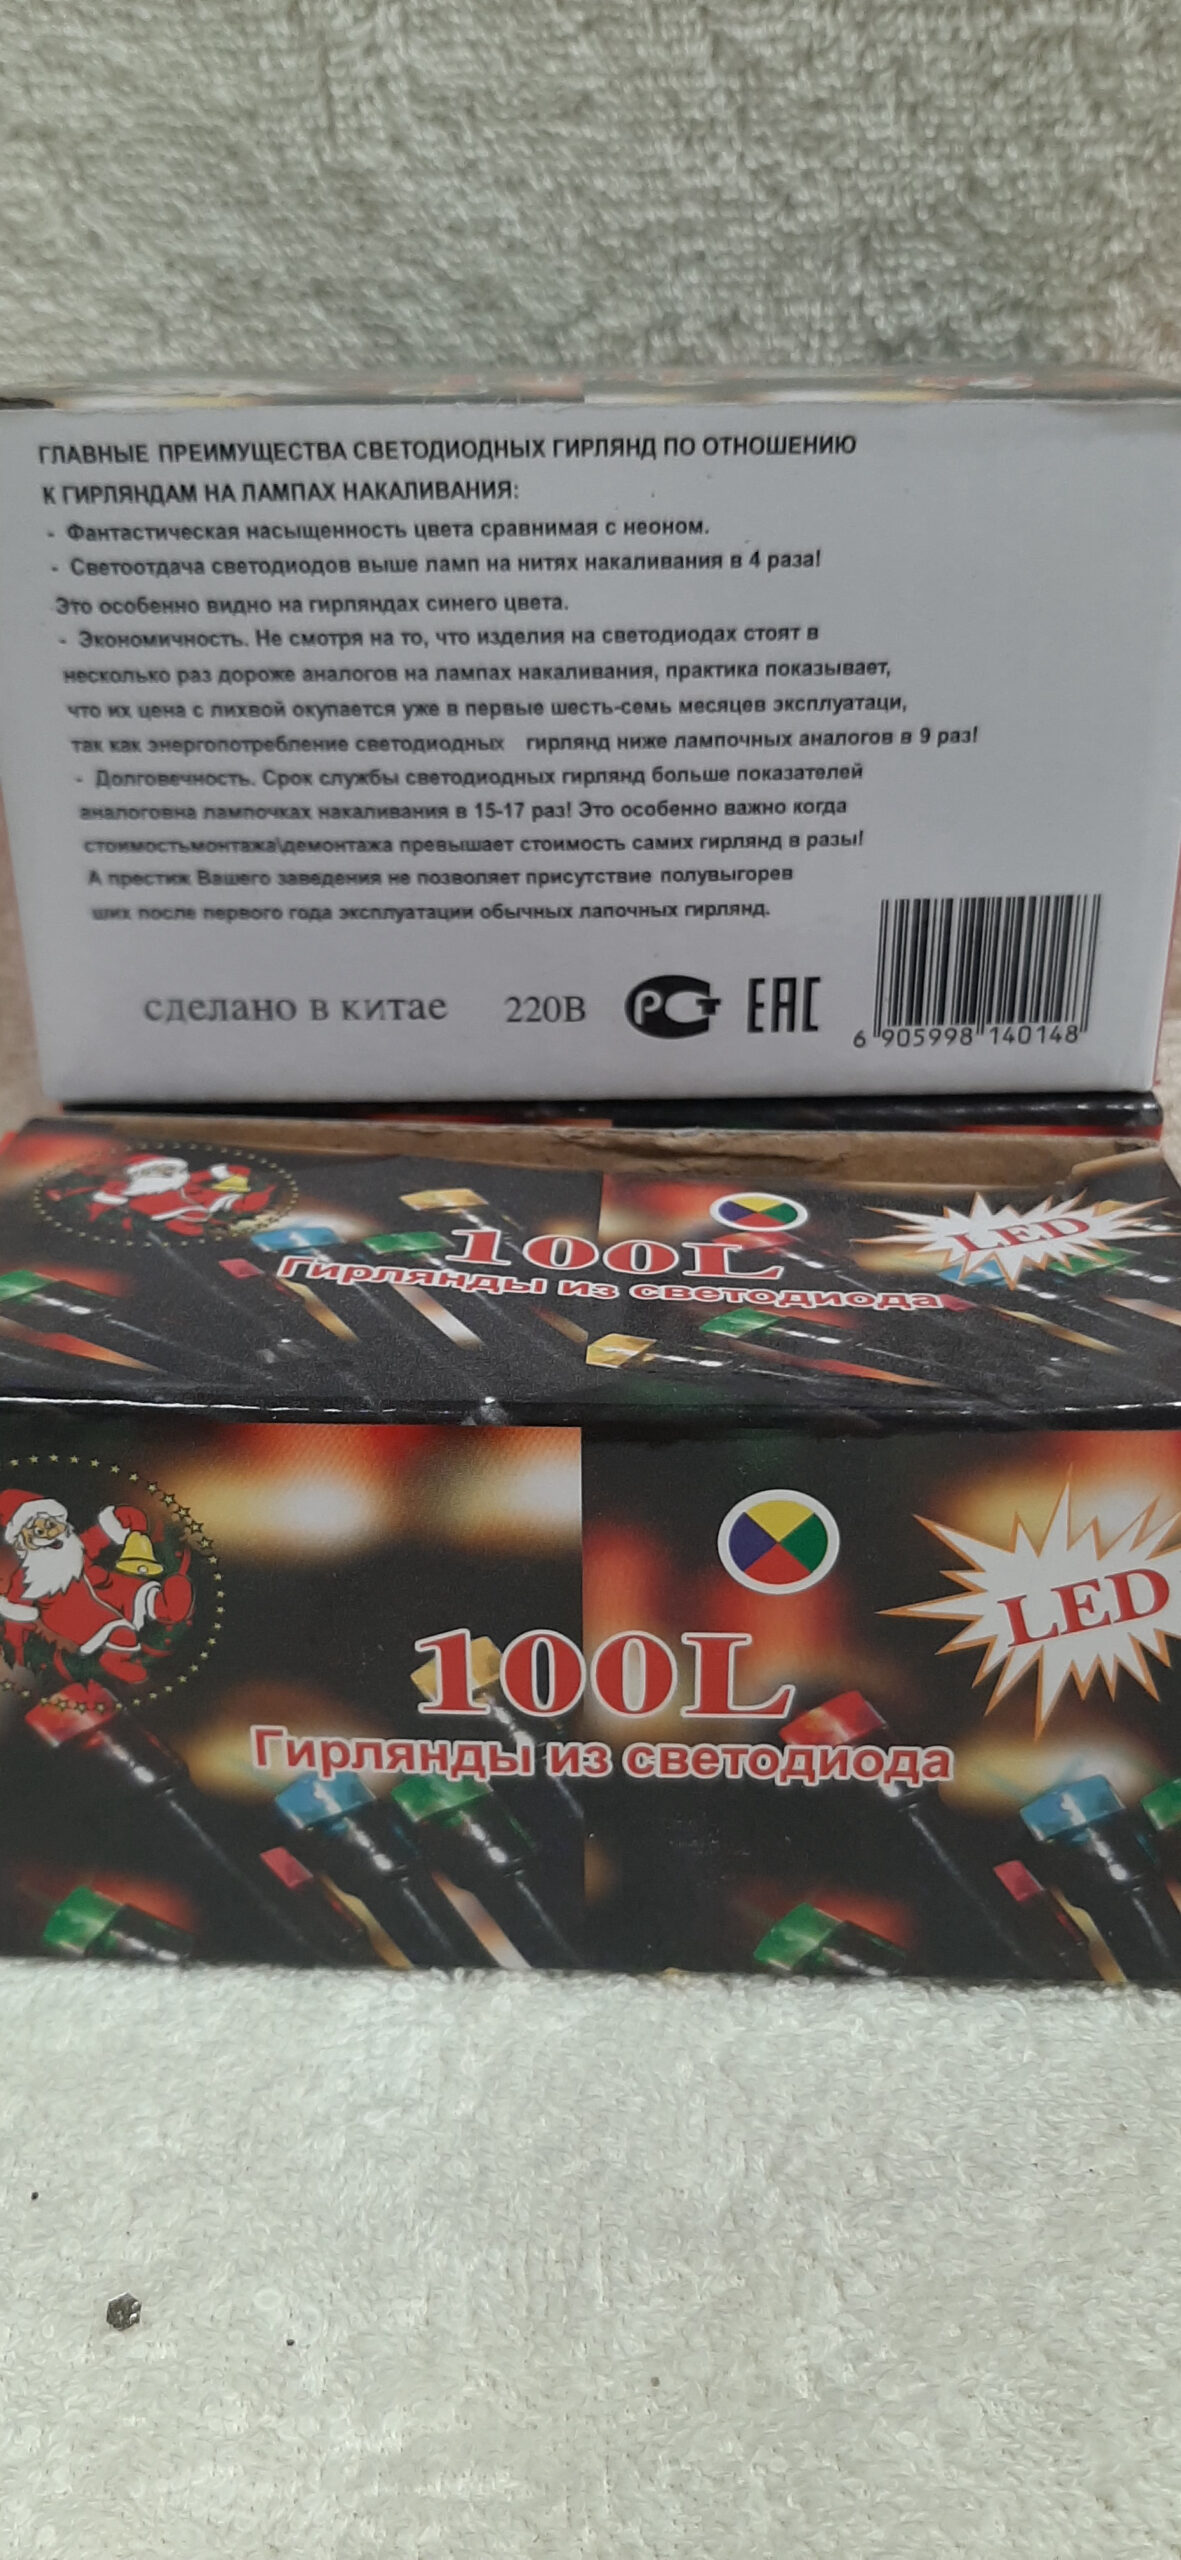 ГЛАВНЫЕ ПРЕИМУЩЕСТВА СВЕТОДИОДНЫХ ГИРЛЯНД ПО ОТНОШЕНИЮ
К ГИРЛЯНДАМ НА ЛАМПАХ НАКАЛИВАНИЯ:
- Фантастическая насыщенность цвета сравнимая с неоном.
- Светоотдача светодиодов выше ламп на нитях накаливания в 4 раза!
Это особенно видно на гирляндах синего цвета.
- Экономичность. Не смотря на то, что изделия на светодиодах стоят в
несколько раз дороже аналогов на лампах накаливания, практика показывает,
что их цена с лихвой окупается уже в первые шесть-семь месяцев эксплуатаци,
так как энергопотребление светодиодных гирлянд ниже лампочных аналогов в 9 раз!
- Долговечность. Срок службы светодиодных гирлянд больше показателей
аналоговна лампочках накаливания в 15-17 раз! Это особенно важно когда
стоимостьмонтажа\демонтажа превышает стоимость самих гирлянд в разы!
А престиж Вашего заведения не позволяет присутствие полувыгорев
ших после первого года эксплуатации обычных лапочных гирлянд.
сделано в китае 220В РСТ ЕАС
6 905998 140148
100L LED
Гирлянды из светодиода
LED
100L
Гирлянды из светодиода